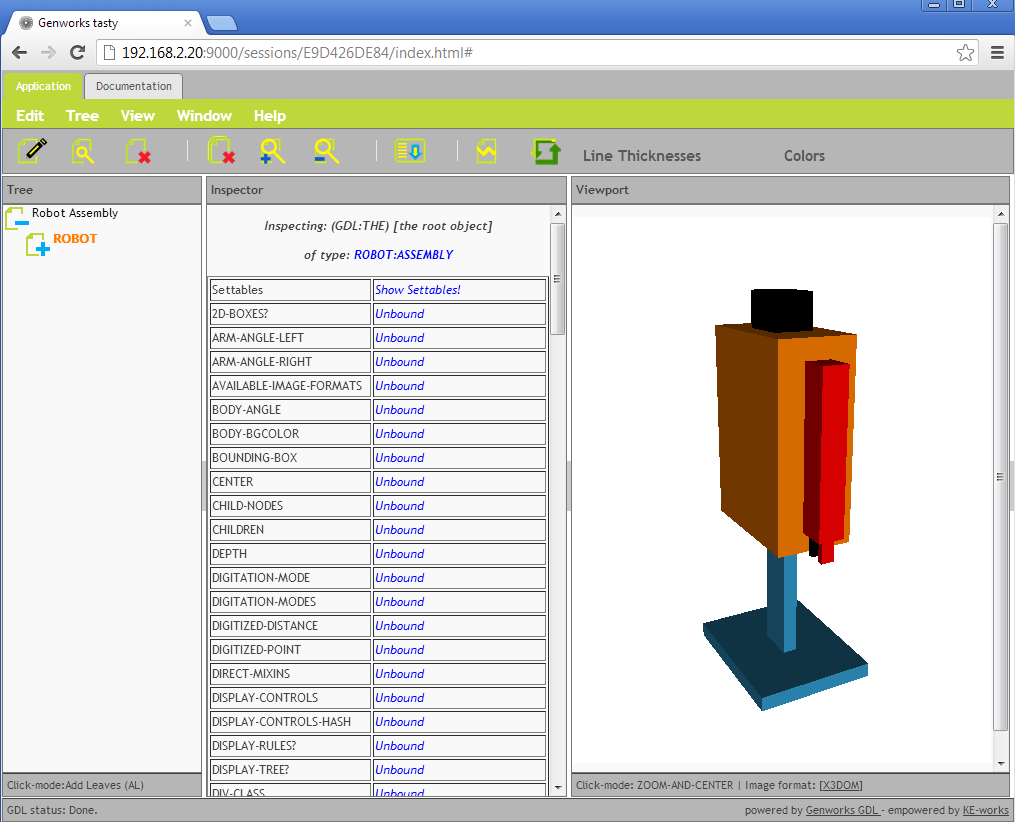 Genworks tasty
192.168.2.20:9000/sessions/E9D426DE84/index.html#
Application Documentation
Edit Tree View Window Help
Line Thicknesses Colors
Tree
Robot Assembly
ROBOT
Click-mode:Add Leaves (AL)
Inspector
Inspecting: (GDL:THE) [the root object]
of type: ROBOT:ASSEMBLY
Settables Show Settables!
2D-BOXES? Unbound
ARM-ANGLE-LEFT Unbound
ARM-ANGLE-RIGHT Unbound
AVAILABLE-IMAGE-FORMATS Unbound
BODY-ANGLE Unbound
BODY-BGCOLOR Unbound
BOUNDING-BOX Unbound
CENTER Unbound
CHILD-NODES Unbound
CHILDREN Unbound
DEPTH Unbound
DIGITATION-MODE Unbound
DIGITATION-MODES Unbound
DIGITIZED-DISTANCE Unbound
DIGITIZED-POINT Unbound
DIRECT-MIXINS Unbound
DISPLAY-CONTROLS Unbound
DISPLAY-CONTROLS-HASH Unbound
DISPLAY-RULES? Unbound
DISPLAY-TREE? Unbound
DIV-CLASS Unbound
Viewport
Click-mode: ZOOM-AND-CENTER | Image format: [X3DOM]
GDL status: Done.
powered by Genworks GDL - empowered by KE-works